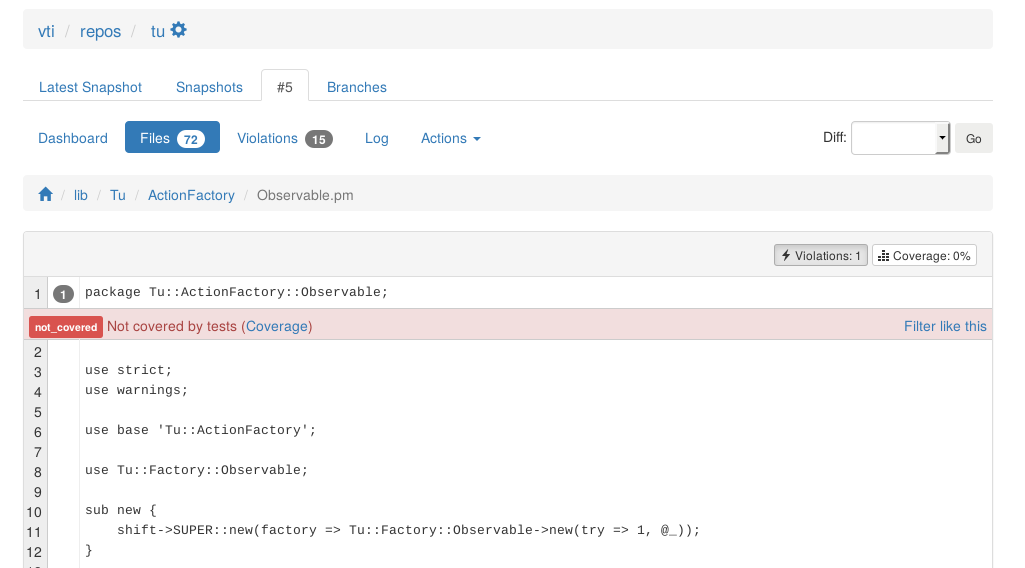 vti / repos / tu
Latest Snapshot Snapshots #5 Branches
Dashboard Files 72 Violations 15 Log Actions Diff: Go
/ lib / Tu / ActionFactory / Observable.pm
Violations: 1 Coverage: 0%
1 1 package Tu::ActionFactory::Observable;
not_covered Not covered by tests (Coverage) Filter like this
2
3 use strict;
4 use warnings;
5
6 use base 'Tu::ActionFactory';
7
8 use Tu::Factory::Observable;
9
10 sub new {
11 shift->SUPER::new(factory => Tu::Factory::Observable->new(try => 1, @_));
12 }